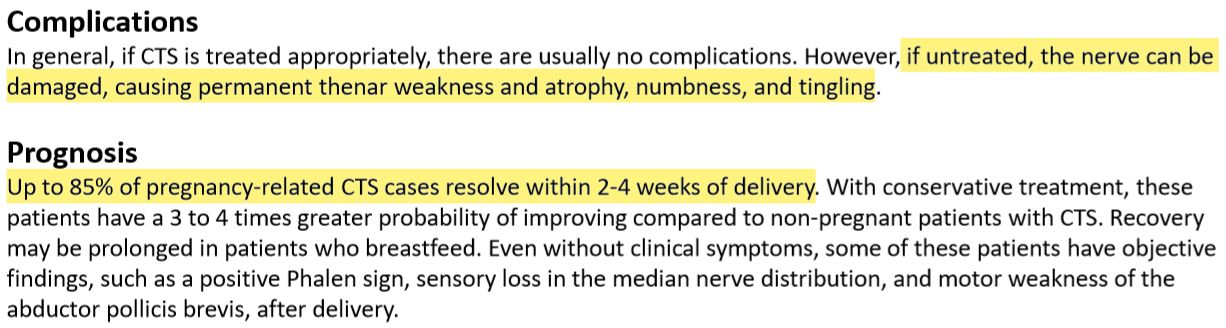 Complications
In general, if CTS is treated appropriately, there are usually no complications. However, if untreated, the nerve can be
damaged, causing permanent thenar weakness and atrophy, numbness, and tingling.
Prognosis
Up to 85% of pregnancy-related CTS cases resolve within 2-4 weeks of delivery. With conservative treatment, these
patients have a 3 to 4 times greater probability of improving compared to non-pregnant patients with CTS. Recovery
may be prolonged in patients who breastfeed. Even without clinical symptoms, some of these patients have objective
findings, such as a positive Phalen sign, sensory loss in the median nerve distribution, and motor weakness of the
abductor pollicis brevis, after delivery.